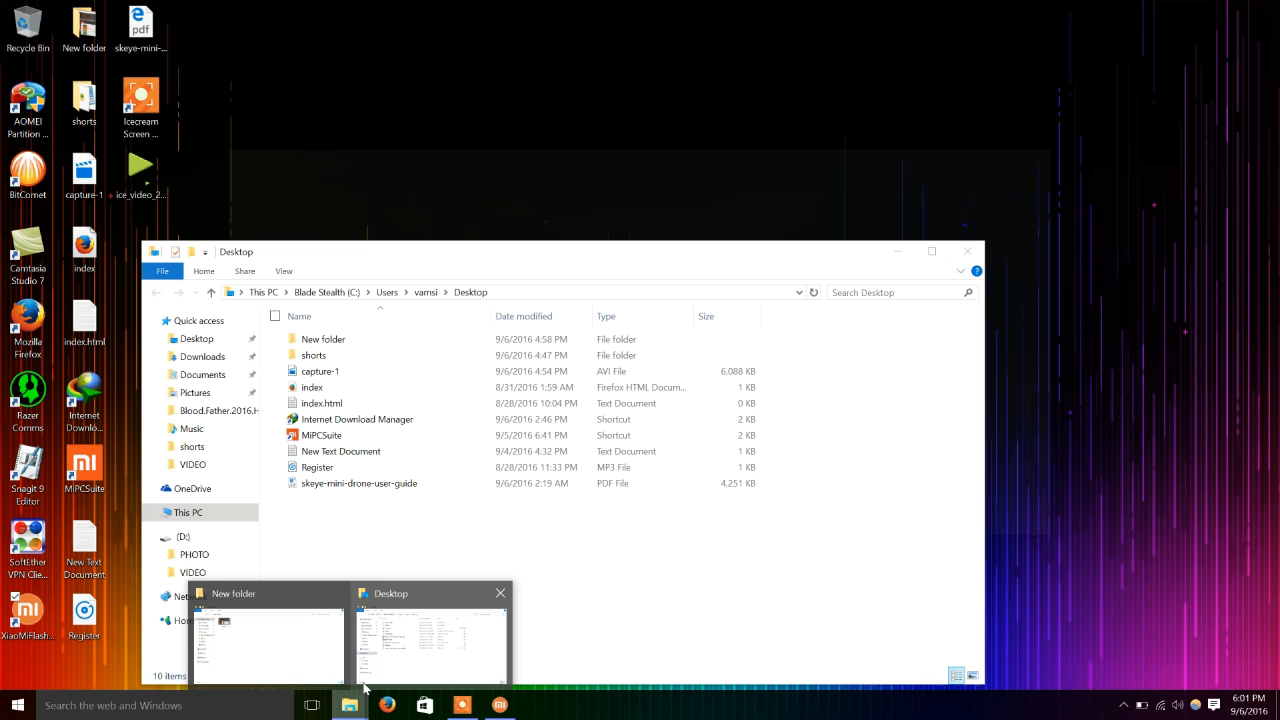 Recycle Bin
New folder
skeye-mini-...
AOMEI
Partition ...
shorts
Icecream
Screen ...
BitComet
capture-1
ice_video_2...
Camtasia
Studio 7
index
Mozilla
Firefox
index.html
Razer
Comms
Internet
Downlo...
Snagit 9
Editor
MiPCSuite
SoftEther
VPN Clie...
New Text
Document
XiaoMiFlash...
Register
pdf
Desktop
File
Home
Share
View
This PC
Blade Stealth (C:)
Users
vamsi
Desktop
Search Desktop
Name
Date modified
Type
Size
Quick access
Desktop
Downloads
Documents
Pictures
Blood.Father.2016.H
Music
shorts
VIDEO
OneDrive
This PC
(D:)
PHOTO
VIDEO
New folder 9/6/2016 4:58 PM File folder
shorts 9/6/2016 4:47 PM File folder
capture-1 9/6/2016 4:54 PM AVI File 6,088 KB
index 8/31/2016 1:59 AM Firefox HTML Docum... 1 KB
index.html 8/28/2016 10:04 PM Text Document 0 KB
Internet Download Manager 9/6/2016 2:46 PM Shortcut 2 KB
MiPCSuite 9/5/2016 6:41 PM Shortcut 2 KB
New Text Document 9/4/2016 4:32 PM Text Document 1 KB
Register 8/28/2016 11:33 PM MP3 File 1 KB
skeye-mini-drone-user-guide 9/6/2016 2:19 AM PDF File 4,251 KB
New folder
Desktop
10 items
Search the web and Windows
6:01 PM
9/6/2016